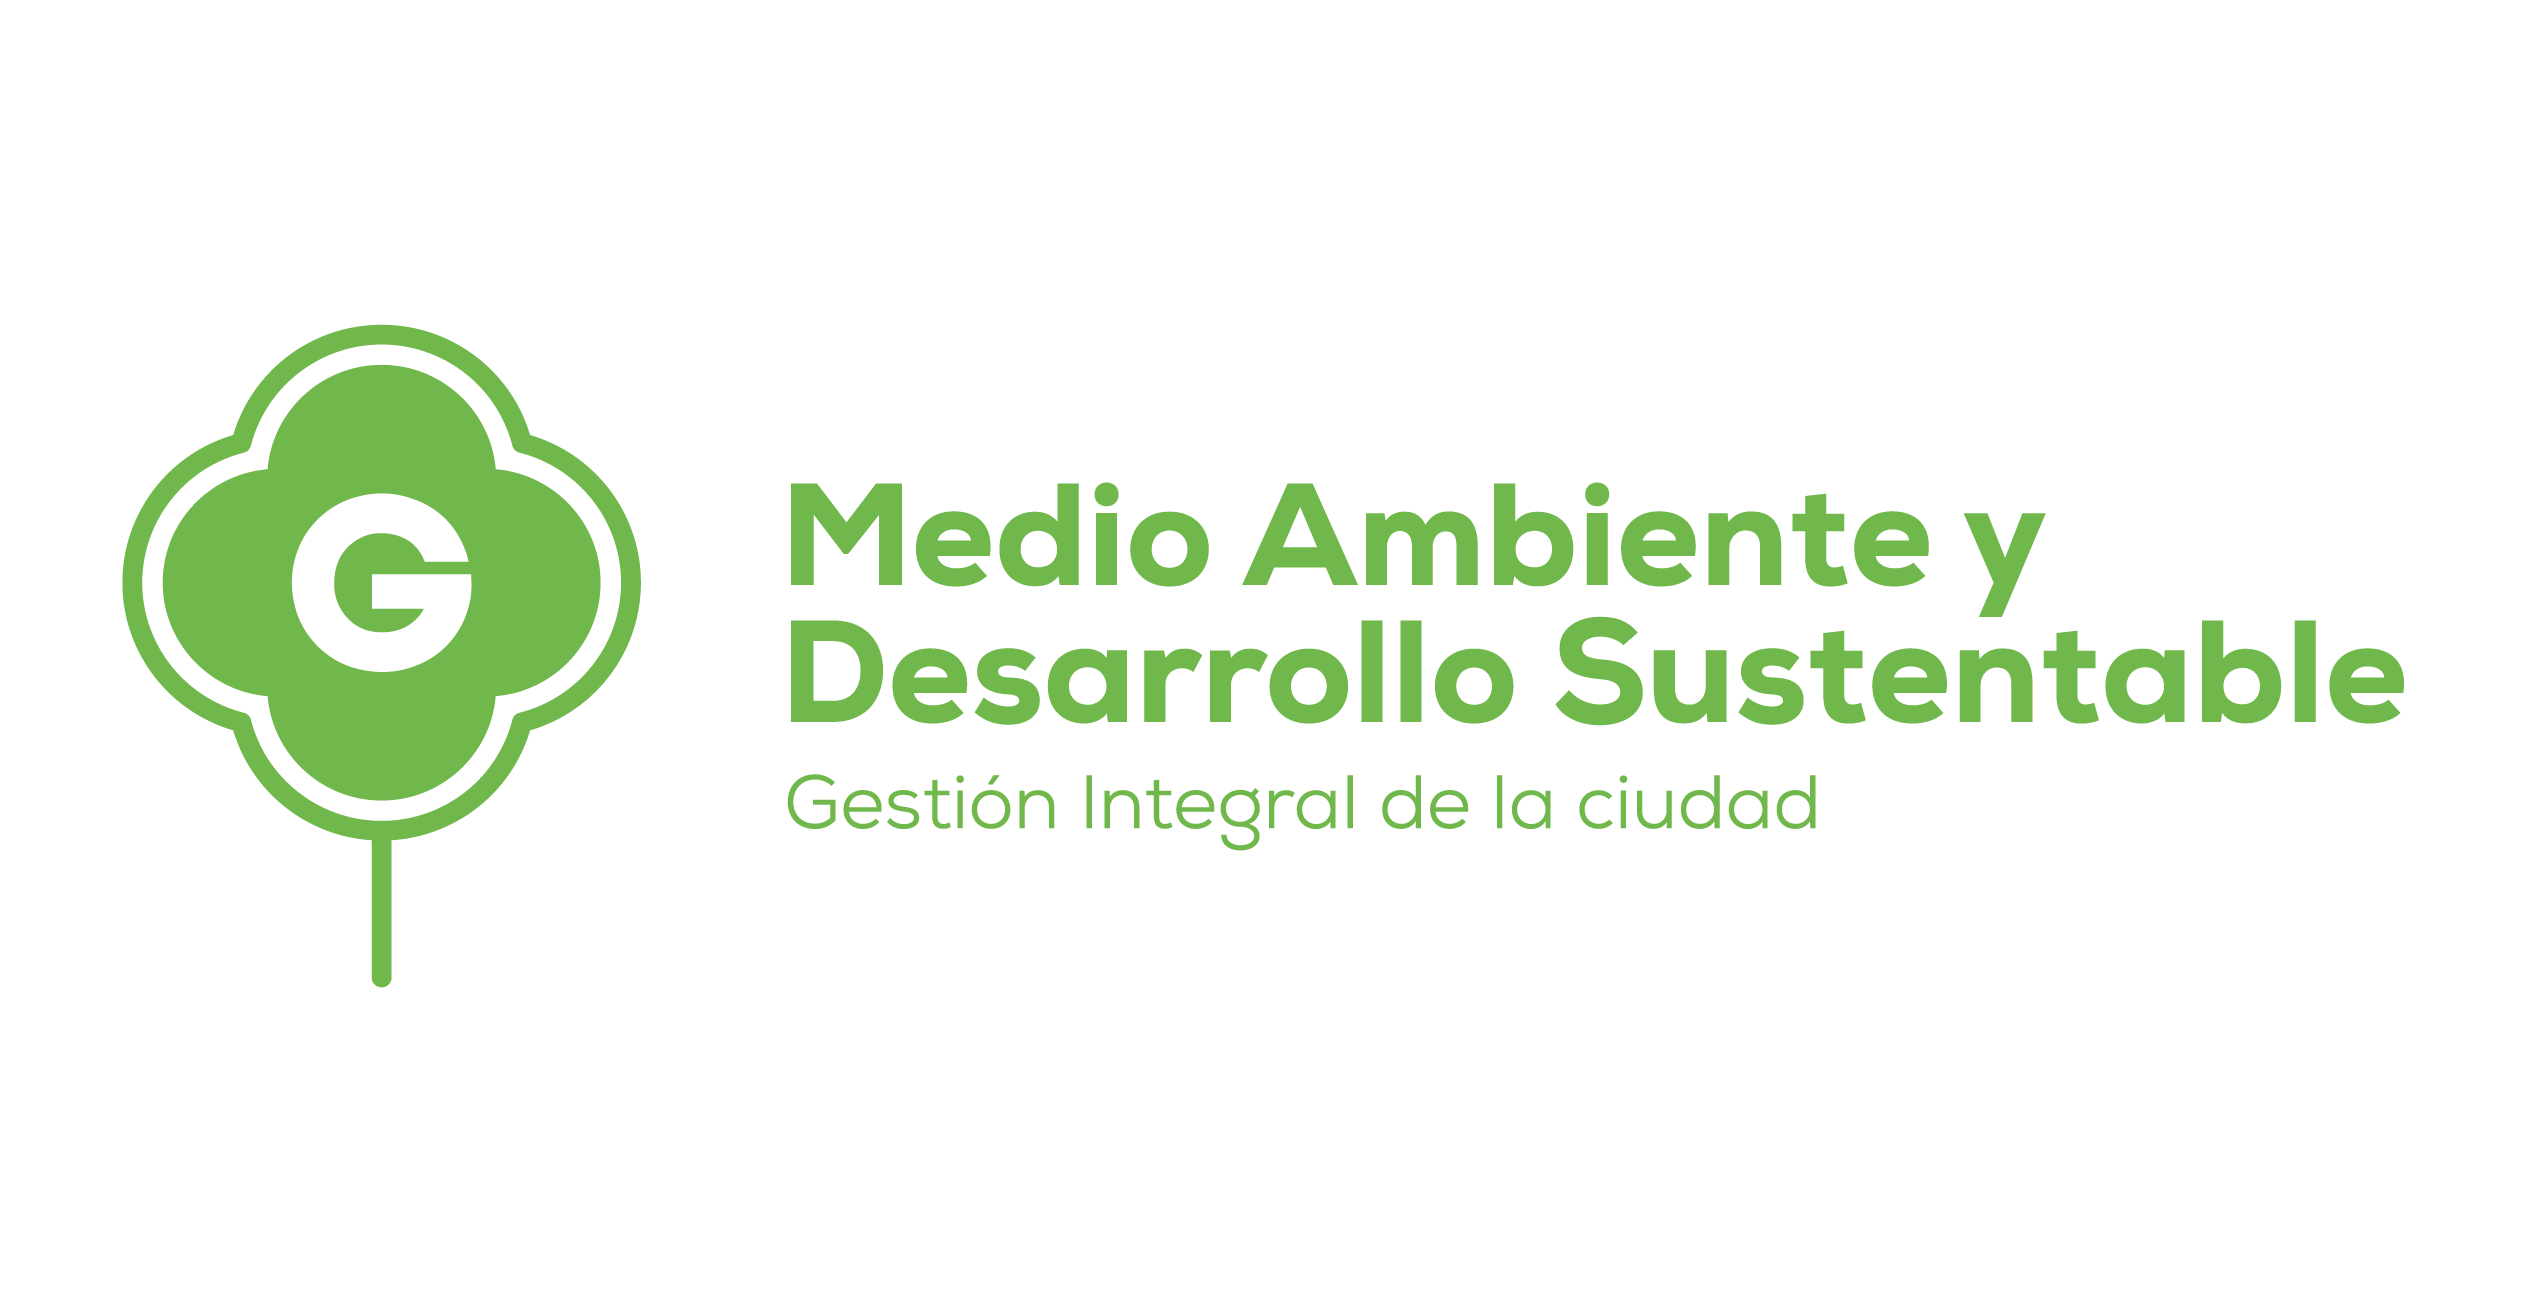 G
Medio Ambiente y
Desarrollo Sustentable
Gestión Integral de la ciudad